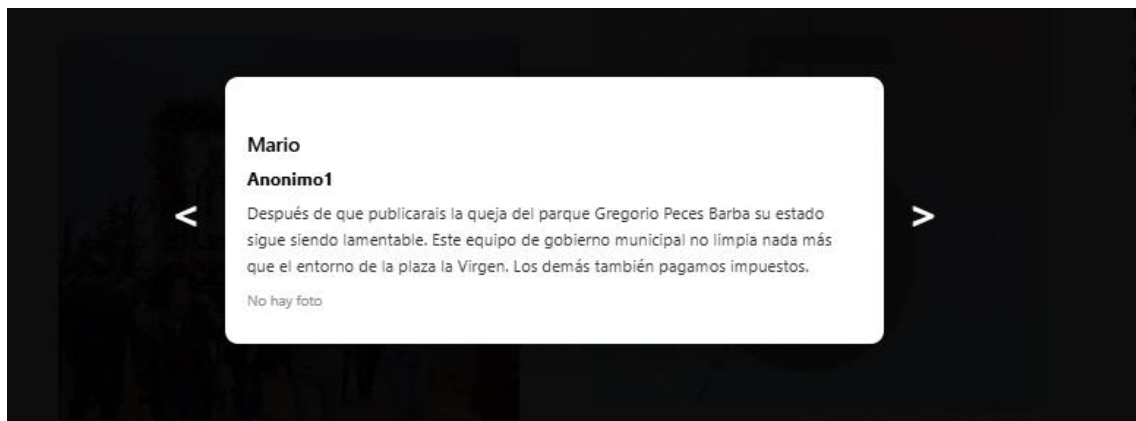 Mario
Anonimo1
<
Después de que publicarais la queja del parque Gregorio Peces Barba su estado
sigue siendo lamentable. Este equipo de gobierno municipal no limpia nada más
que el entorno de la plaza la Virgen. Los demás también pagamos impuestos.
>
No hay foto